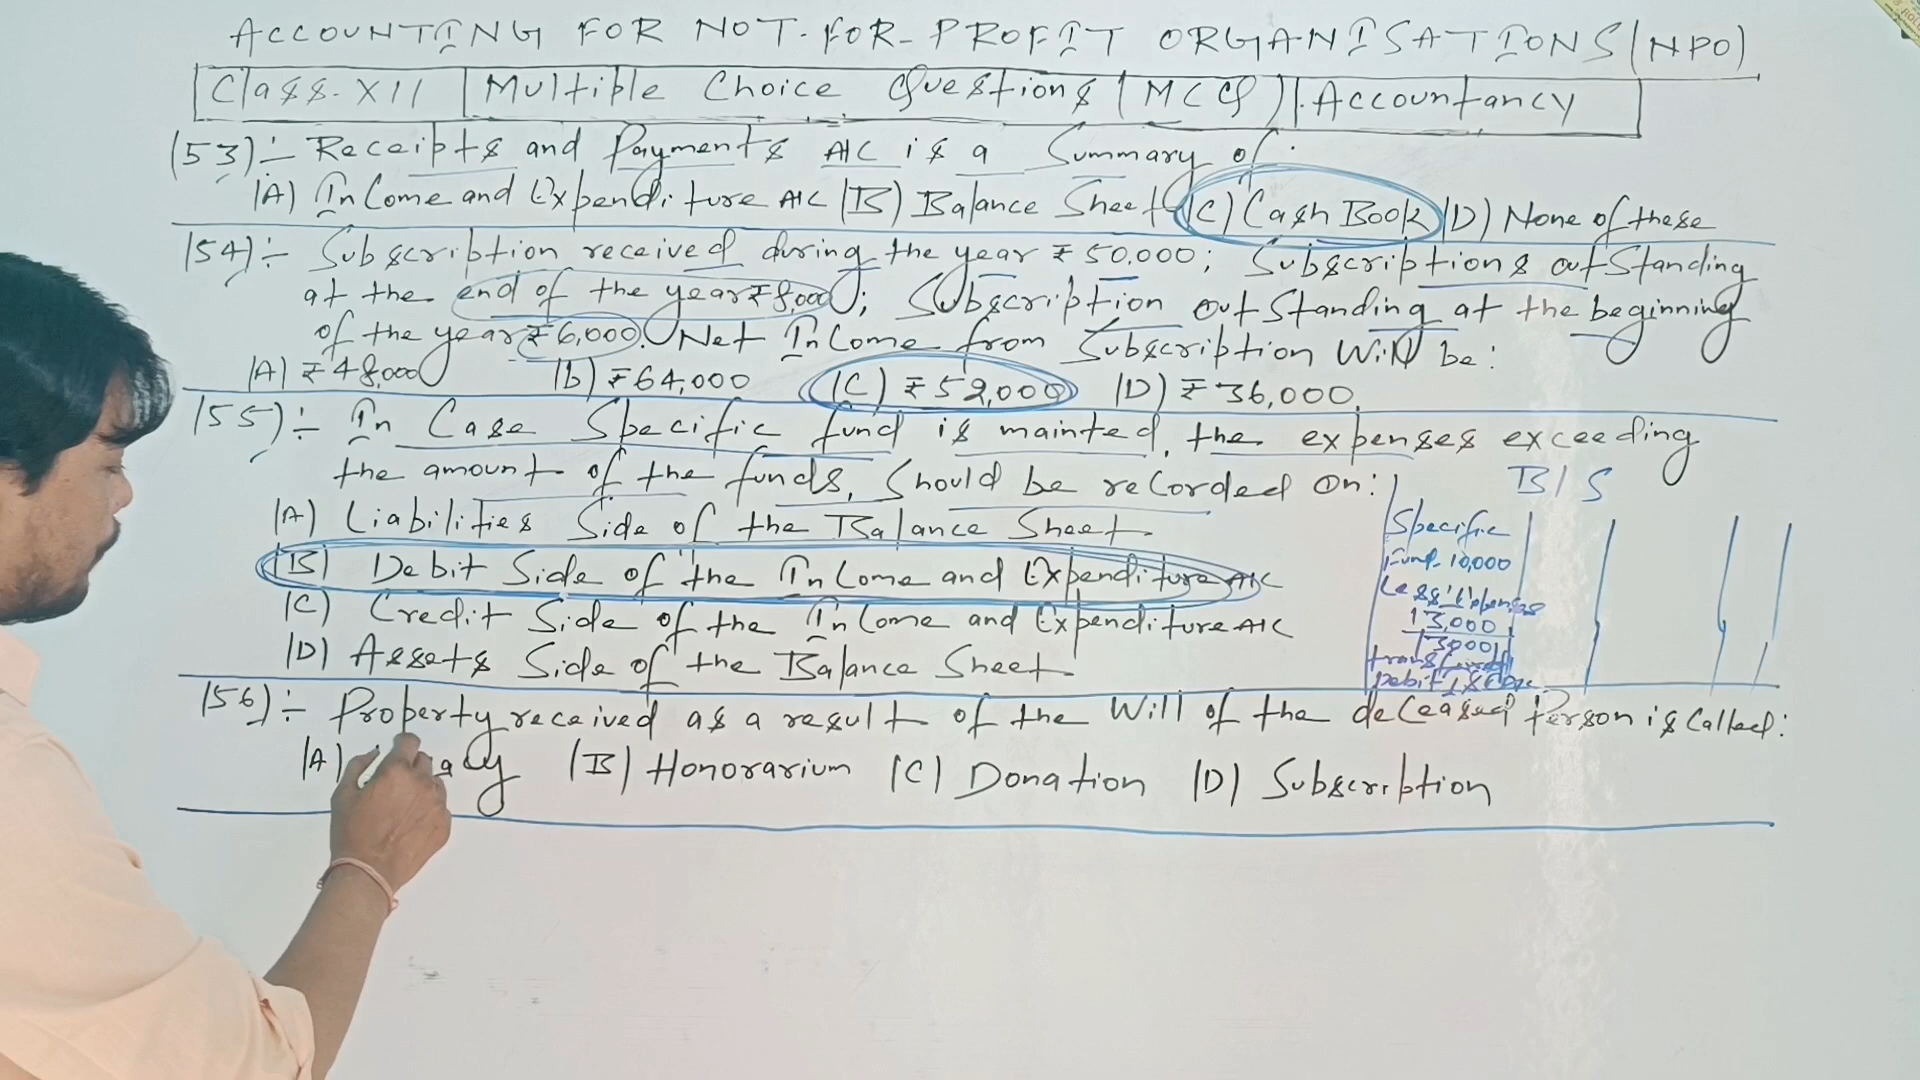 ACCOUNTING FOR NOT-FOR-PROFIT ORGANISATIONS (NPO)
Class-XII | Multiple Choice Questions (MCQ) | Accountancy
(53):- Receipts and Payments A/C is a Summary of:
(A) Income and Expenditure A/C (B) Balance Sheet (C) Cash Book (D) None of these
(54):- Subscription received during the year ₹50,000; Subscriptions outstanding
at the end of the year ₹8,000; Subscription outstanding at the beginning
of the year ₹6,000. Net Income from Subscription Will be:
(A) ₹48,000 (b) ₹64,000 (C) ₹52,000 (D) ₹36,000.
(55):- In Case Specific fund is mainted, the expenses exceeding
the amount of the funds, Should be recorded on:
(A) Liabilities Side of the Balance Sheet.
(B) Debit Side of the Income and Expenditure A/C
(C) Credit Side of the Income and Expenditure A/C
(D) Assets Side of the Balance Sheet.
B/S
Specific
Fund 10,000
Less: Expenses
13,000
3,000
Debit I&E A/c
(56):- Property received as a result of the Will of the deceased Person is Called:
(A) (B) Honorarium (C) Donation (D) Subscription